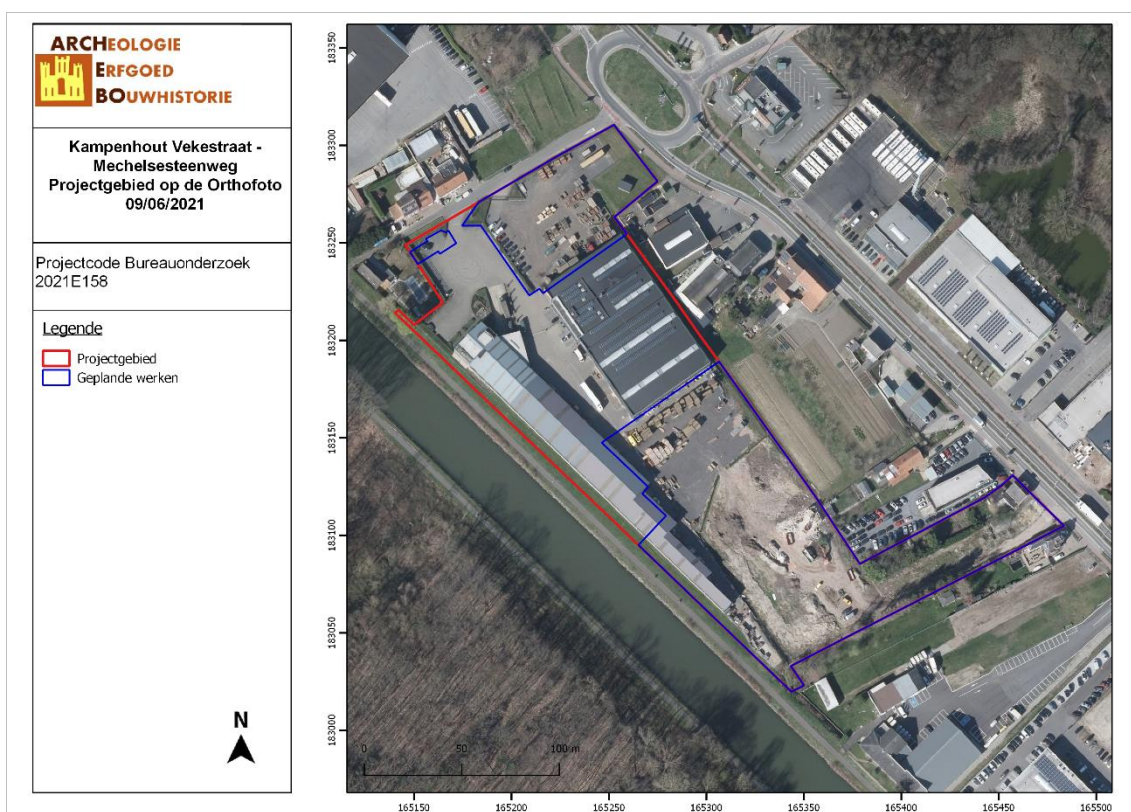 ARCHEOLOGIE
ERFGOED
BOUWHISTORIE
Kampenhout Vekestraat -
Mechelsesteenweg
Projectgebied op de Orthofoto
09/06/2021
Projectcode Bureauonderzoek
2021E158
Legende
Projectgebied
Geplande werken
N
183350
183300
183250
183200
183150
183100
183050
183000
0 50 100 m
165150 165200 165250 165300 165350 165400 165450 165500